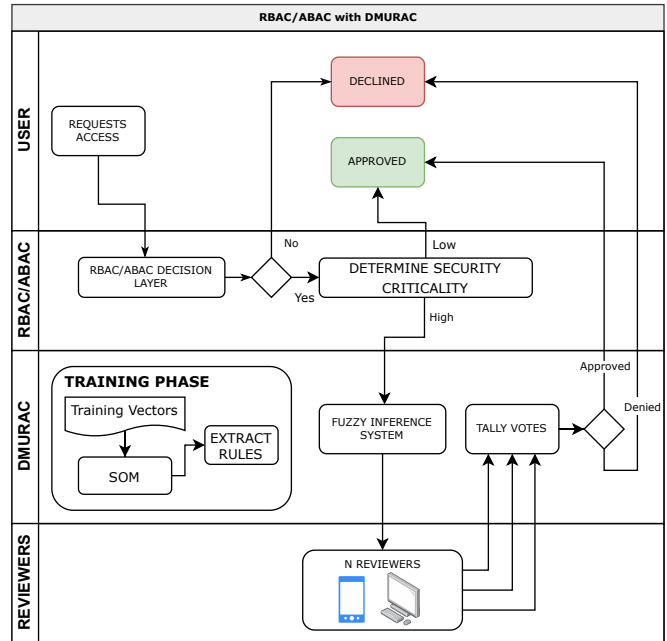 RBAC/ABAC with DMURAC
USER
REQUESTS
ACCESS
DECLINED
APPROVED
RBAC/ABAC
RBAC/ABAC DECISION
LAYER
No
Yes
Low
DETERMINE SECURITY
CRITICALITY
High
DMURAC
TRAINING PHASE
Training Vectors
SOM
EXTRACT
RULES
FUZZY INFERENCE
SYSTEM
TALLY VOTES
Approved
Denied
REVIEWERS
N REVIEWERS